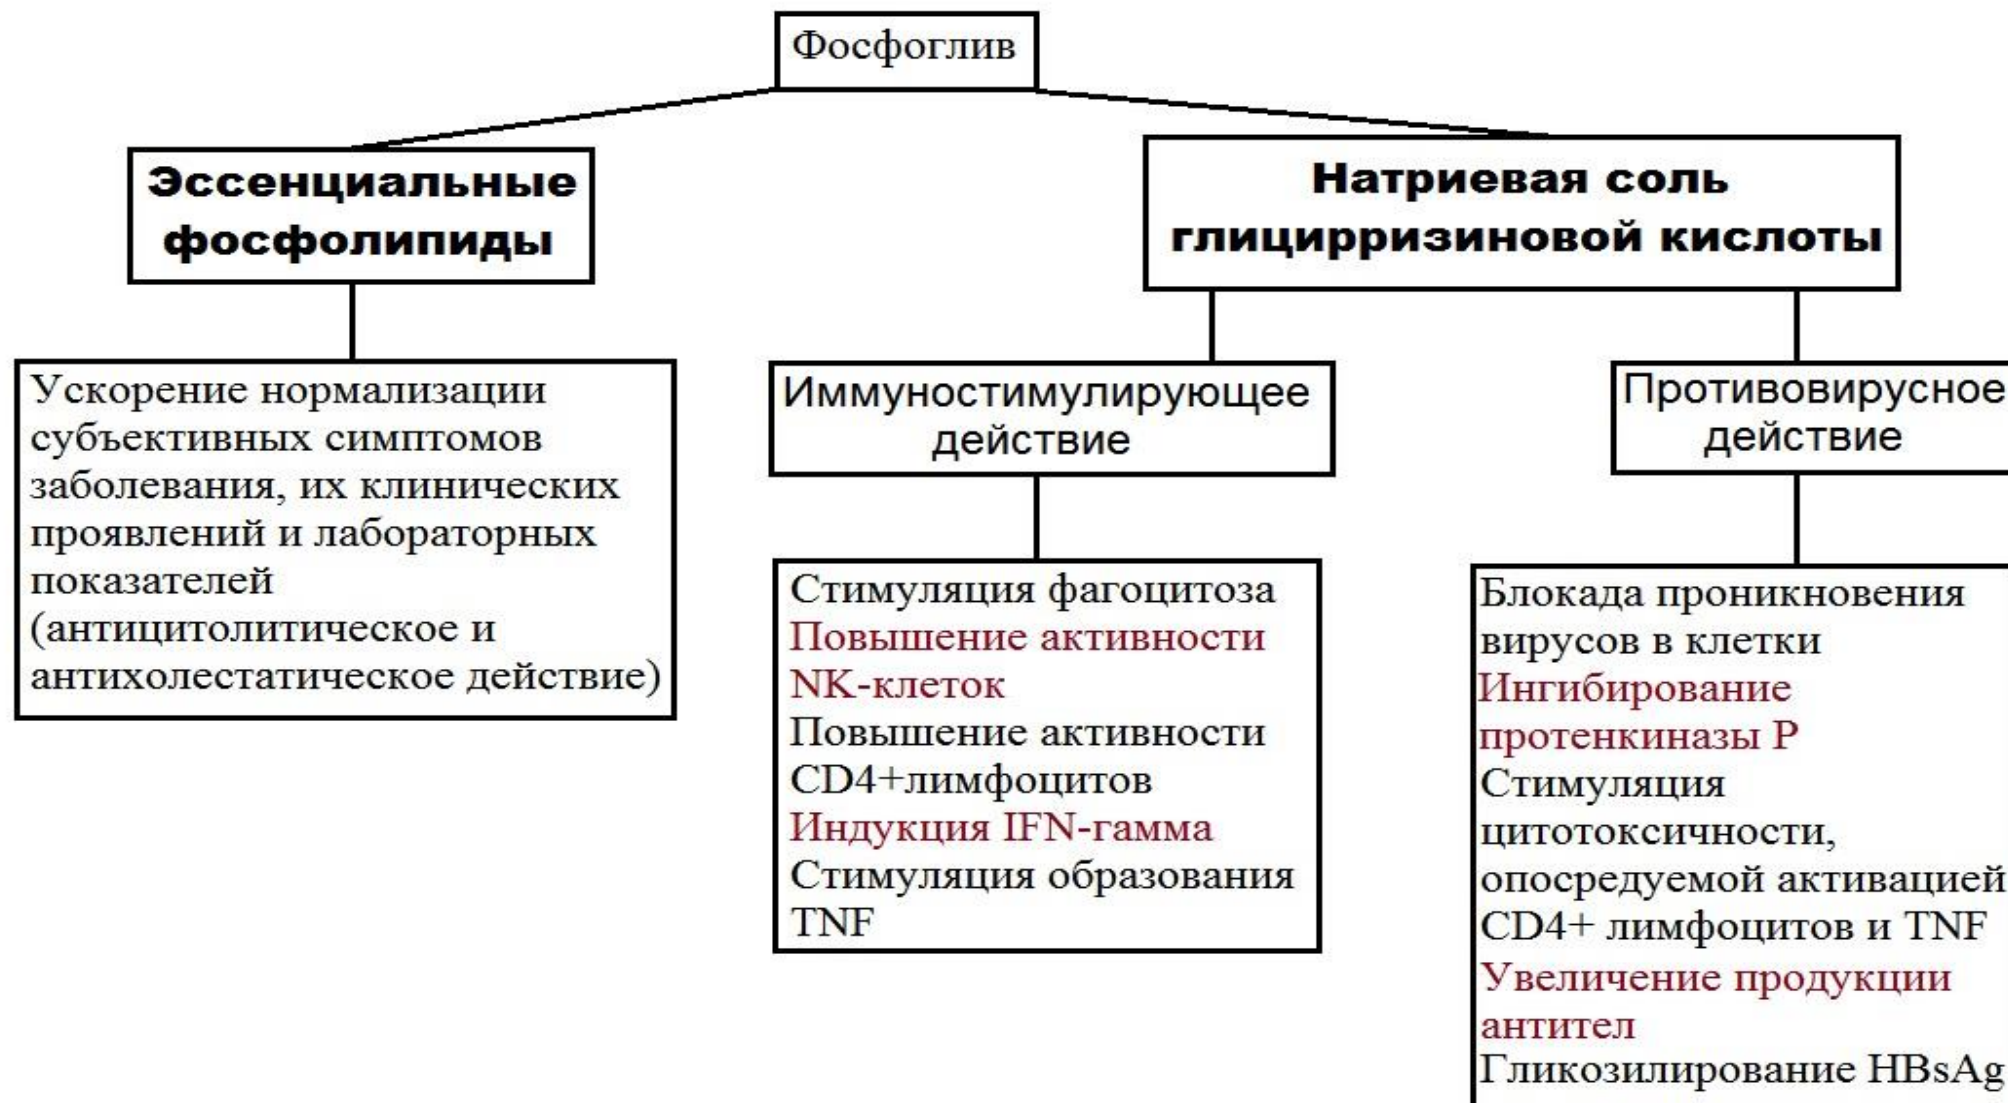 Фосфоглив
Эссенциальные
фосфолипиды
Натриевая соль
глицирризиновой кислоты
Ускорение нормализации
субъективных симптомов
заболевания, их клинических
проявлений и лабораторных
показателей
(антицитолитическое и
антихолестатическое действие)
Иммуностимулирующее
действие
Противовирусное
действие
Стимуляция фагоцитоза
Повышение активности
NK-клеток
Повышение активности
CD4+лимфоцитов
Индукция IFN-гамма
Стимуляция образования
TNF
Блокада проникновения
вирусов в клетки
Ингибирование
протенкиназы Р
Стимуляция
цитотоксичности,
опосредуемой активацией
CD4+ лимфоцитов и TNF
Увеличение продукции
антител
Гликозилирование HBsAg